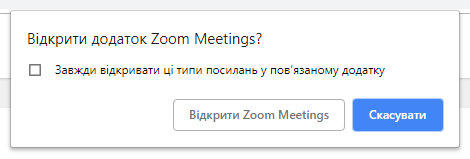 Відкрити додаток Zoom Meetings?
Завжди відкривати ці типи посилань у пов’язаному додатку
Відкрити Zoom Meetings
Скасувати